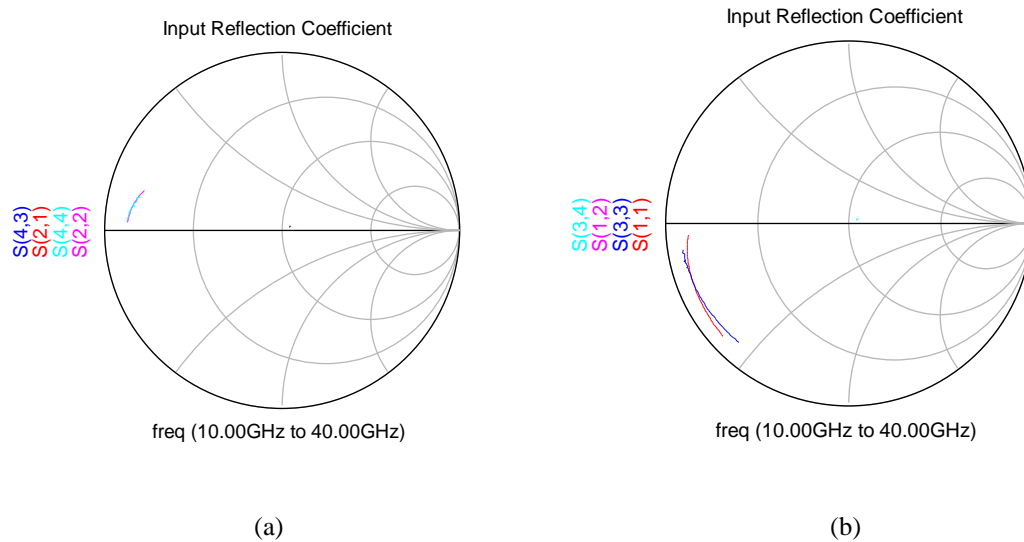 Input Reflection Coefficient
S(4,3)
S(2,1)
S(4,4)
S(2,2)
freq (10.00GHz to 40.00GHz)
(a)
Input Reflection Coefficient
S(3,4)
S(1,2)
S(3,3)
S(1,1)
freq (10.00GHz to 40.00GHz)
(b)